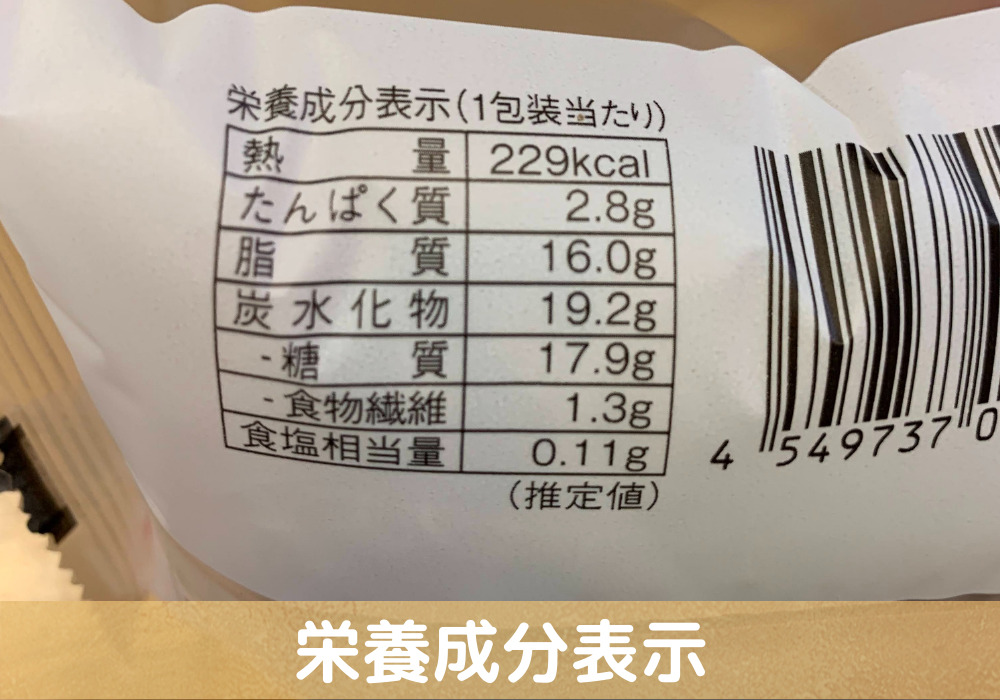 栄養成分表示(1包装当たり)
熱量 229kcal
たんぱく質 2.8g
脂質 16.0g
炭水化物 19.2g
-糖質 17.9g
-食物繊維 1.3g
食塩相当量 0.11g
(推定値)
4 549737 0
栄養成分表示